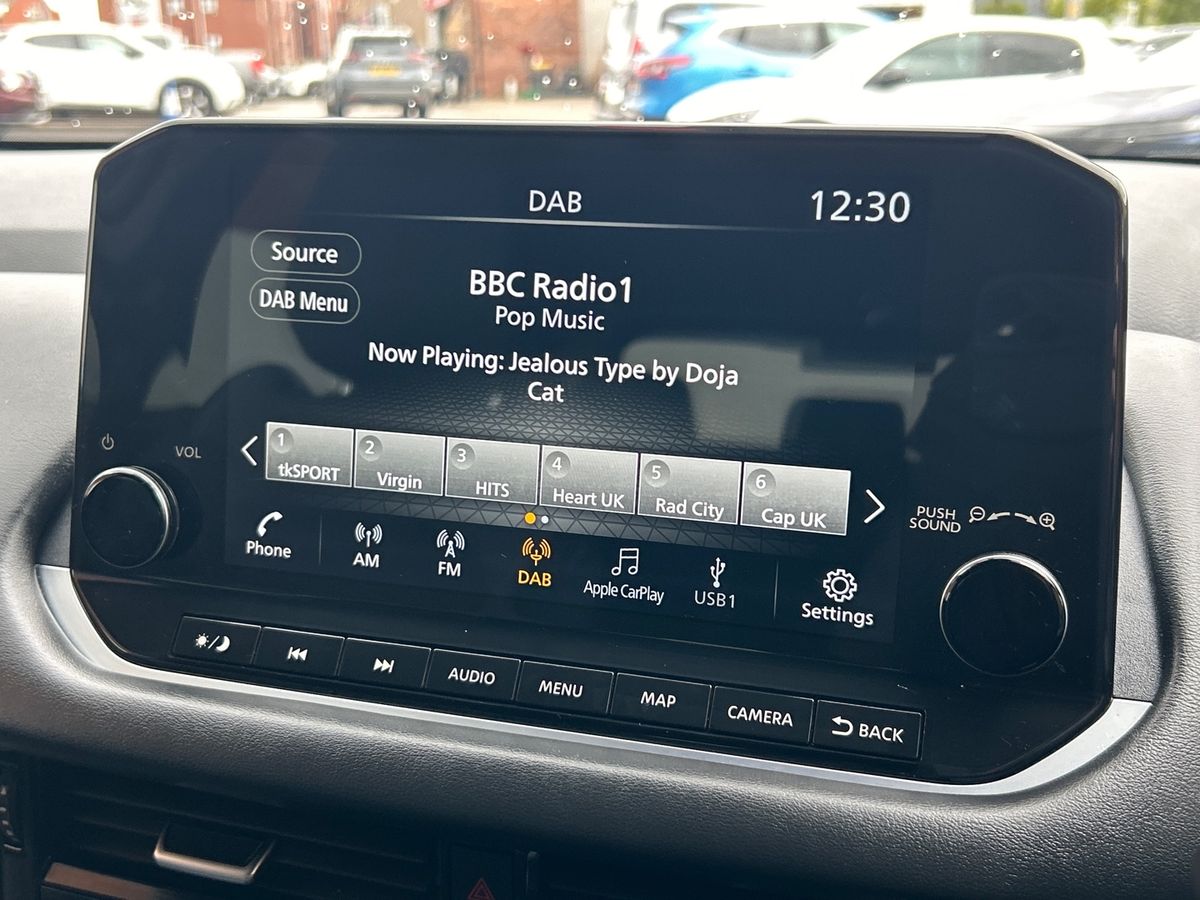 DAB
12:30
Source
DAB Menu
BBC Radio1
Pop Music
Now Playing: Jealous Type by Doja
Cat
1
tkSPORT
2
Virgin
3
HITS
4
Heart UK
5
Rad City
6
Cap UK
VOL
PUSH
SOUND
Phone
AM
FM
DAB
Apple CarPlay
USB1
Settings
AUDIO
MENU
MAP
CAMERA
BACK